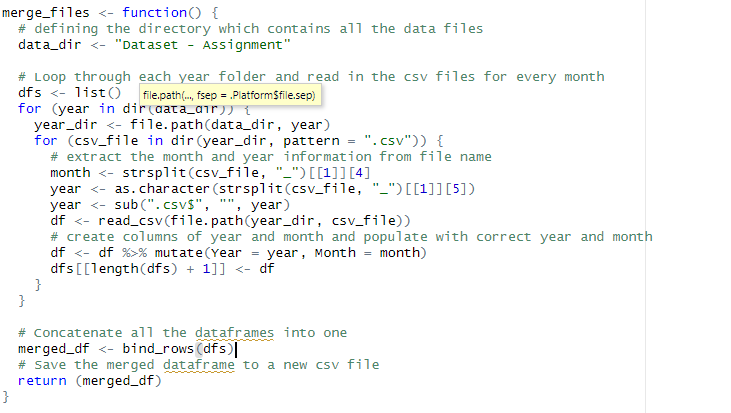 merge_files <- function() {
  # defining the directory which contains all the data files
  data_dir <- "Dataset - Assignment"

  # Loop through each year folder and read in the csv files for every month
  dfs <- list()
file.path(..., fsep = .Platform$file.sep)
  for (year in dir(data_dir)) {
    year_dir <- file.path(data_dir, year)
    for (csv_file in dir(year_dir, pattern = ".csv")) {
      # extract the month and year information from file name
      month <- strsplit(csv_file, "_")[[1]][4]
      year <- as.character(strsplit(csv_file, "_")[[1]][5])
      year <- sub(".csv$", "", year)
      df <- read_csv(file.path(year_dir, csv_file))
      # create columns of year and month and populate with correct year and month
      df <- df %>% mutate(Year = year, Month = month)
      dfs[[length(dfs) + 1]] <- df
    }
  }

  # Concatenate all the dataframes into one
  merged_df <- bind_rows(dfs)
  # Save the merged dataframe to a new csv file
  return (merged_df)
}